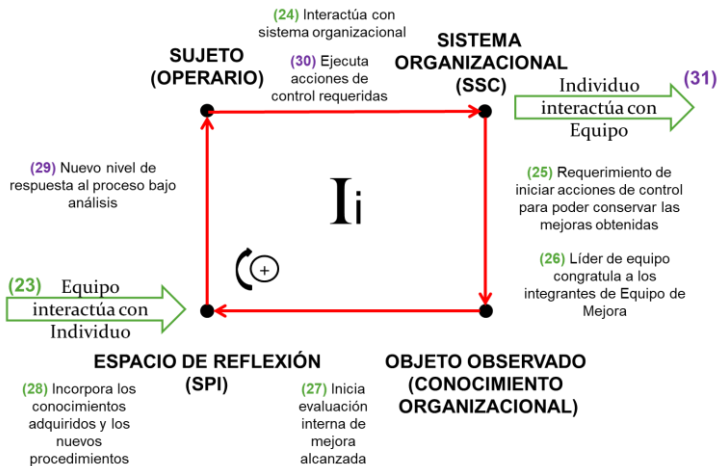 (24) Interactúa con
sistema organizacional
SUJETO
(OPERARIO)
(30) Ejecuta
acciones de
control requeridas
SISTEMA
ORGANIZACIONAL
(SSC)
Individuo
interactúa con
Equipo
(31)
(29) Nuevo nivel de
respuesta al proceso bajo
análisis
Ii
(25) Requerimiento de
iniciar acciones de control
para poder conservar las
mejoras obtenidas
(26) Líder de equipo
congratula a los
integrantes de Equipo de
Mejora
+
(23) Equipo
interactúa con
Individuo
ESPACIO DE REFLEXIÓN
(SPI)
OBJETO OBSERVADO
(CONOCIMIENTO
ORGANIZACIONAL)
(28) Incorpora los
conocimientos
adquiridos y los
nuevos
procedimientos
(27) Inicia
evaluación
interna de
mejora
alcanzada